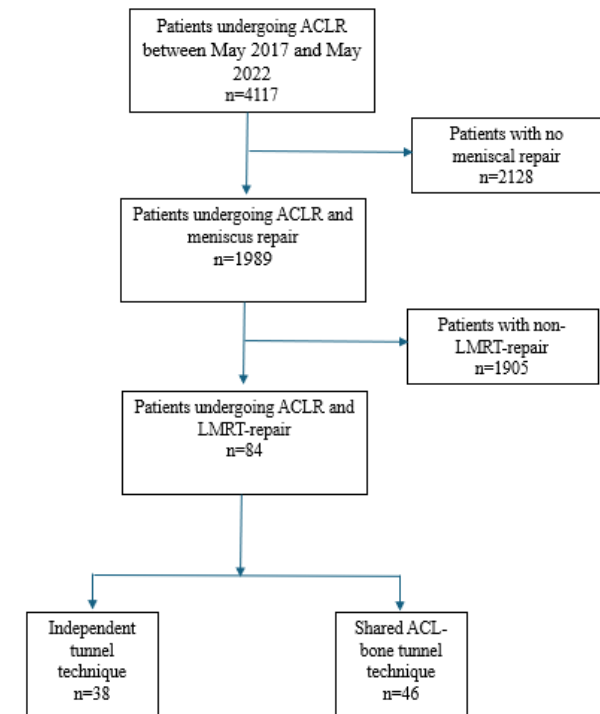 Patients undergoing ACLR
between May 2017 and May
2022
n=4117
Patients with no
meniscal repair
n=2128
Patients undergoing ACLR and
meniscus repair
n=1989
Patients with non-
LMRT-repair
n=1905
Patients undergoing ACLR and
LMRT-repair
n=84
Independent
tunnel
technique
n=38
Shared ACL-
bone tunnel
technique
n=46